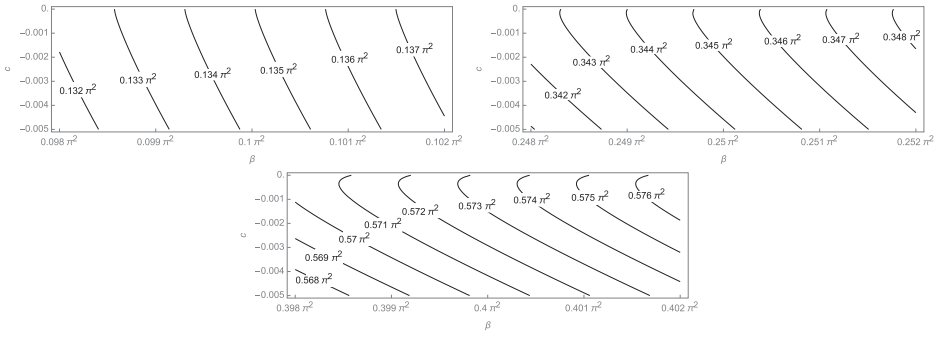 0.
−0.001
−0.002
−0.003
−0.004
−0.005
c
0.132 π²
0.133 π²
0.134 π²
0.135 π²
0.136 π²
0.137 π²
0.098 π² 0.099 π² 0.1 π² 0.101 π² 0.102 π²
β
0.
−0.001
−0.002
−0.003
−0.004
−0.005
c
0.342 π²
0.343 π²
0.344 π²
0.345 π²
0.346 π²
0.347 π²
0.348 π²
0.248 π² 0.249 π² 0.25 π² 0.251 π² 0.252 π²
β
0.
−0.001
−0.002
−0.003
−0.004
−0.005
c
0.568 π²
0.569 π²
0.57 π²
0.571 π²
0.572 π²
0.573 π²
0.574 π²
0.575 π²
0.576 π²
0.398 π² 0.399 π² 0.4 π² 0.401 π² 0.402 π²
β